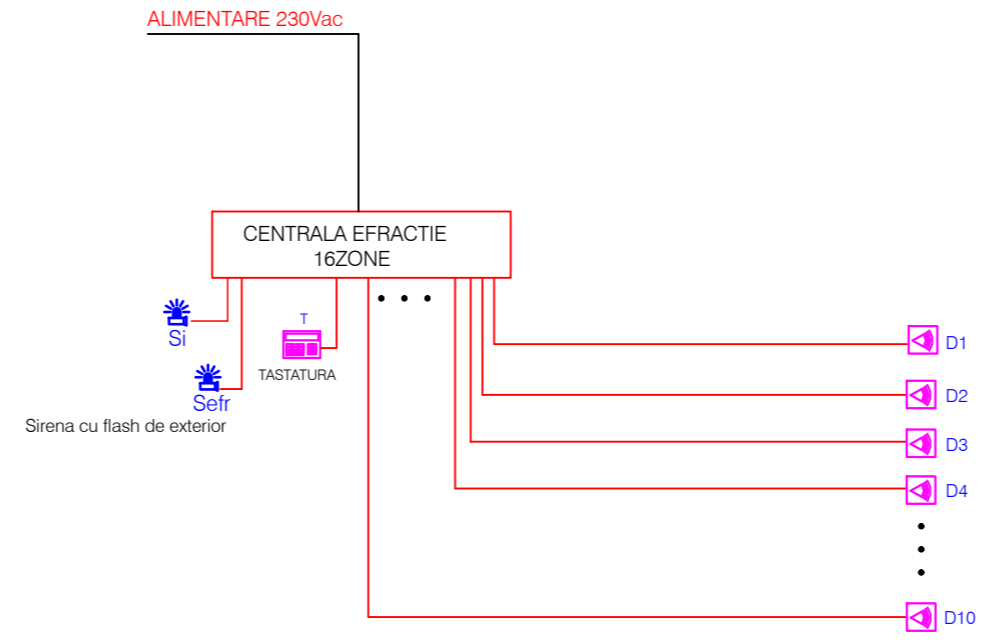 ALIMENTARE 230Vac
CENTRALA EFRACTIE
16ZONE
Si
T
TASTATURA
Sefr
Sirena cu flash de exterior
D1
D2
D3
D4
D10